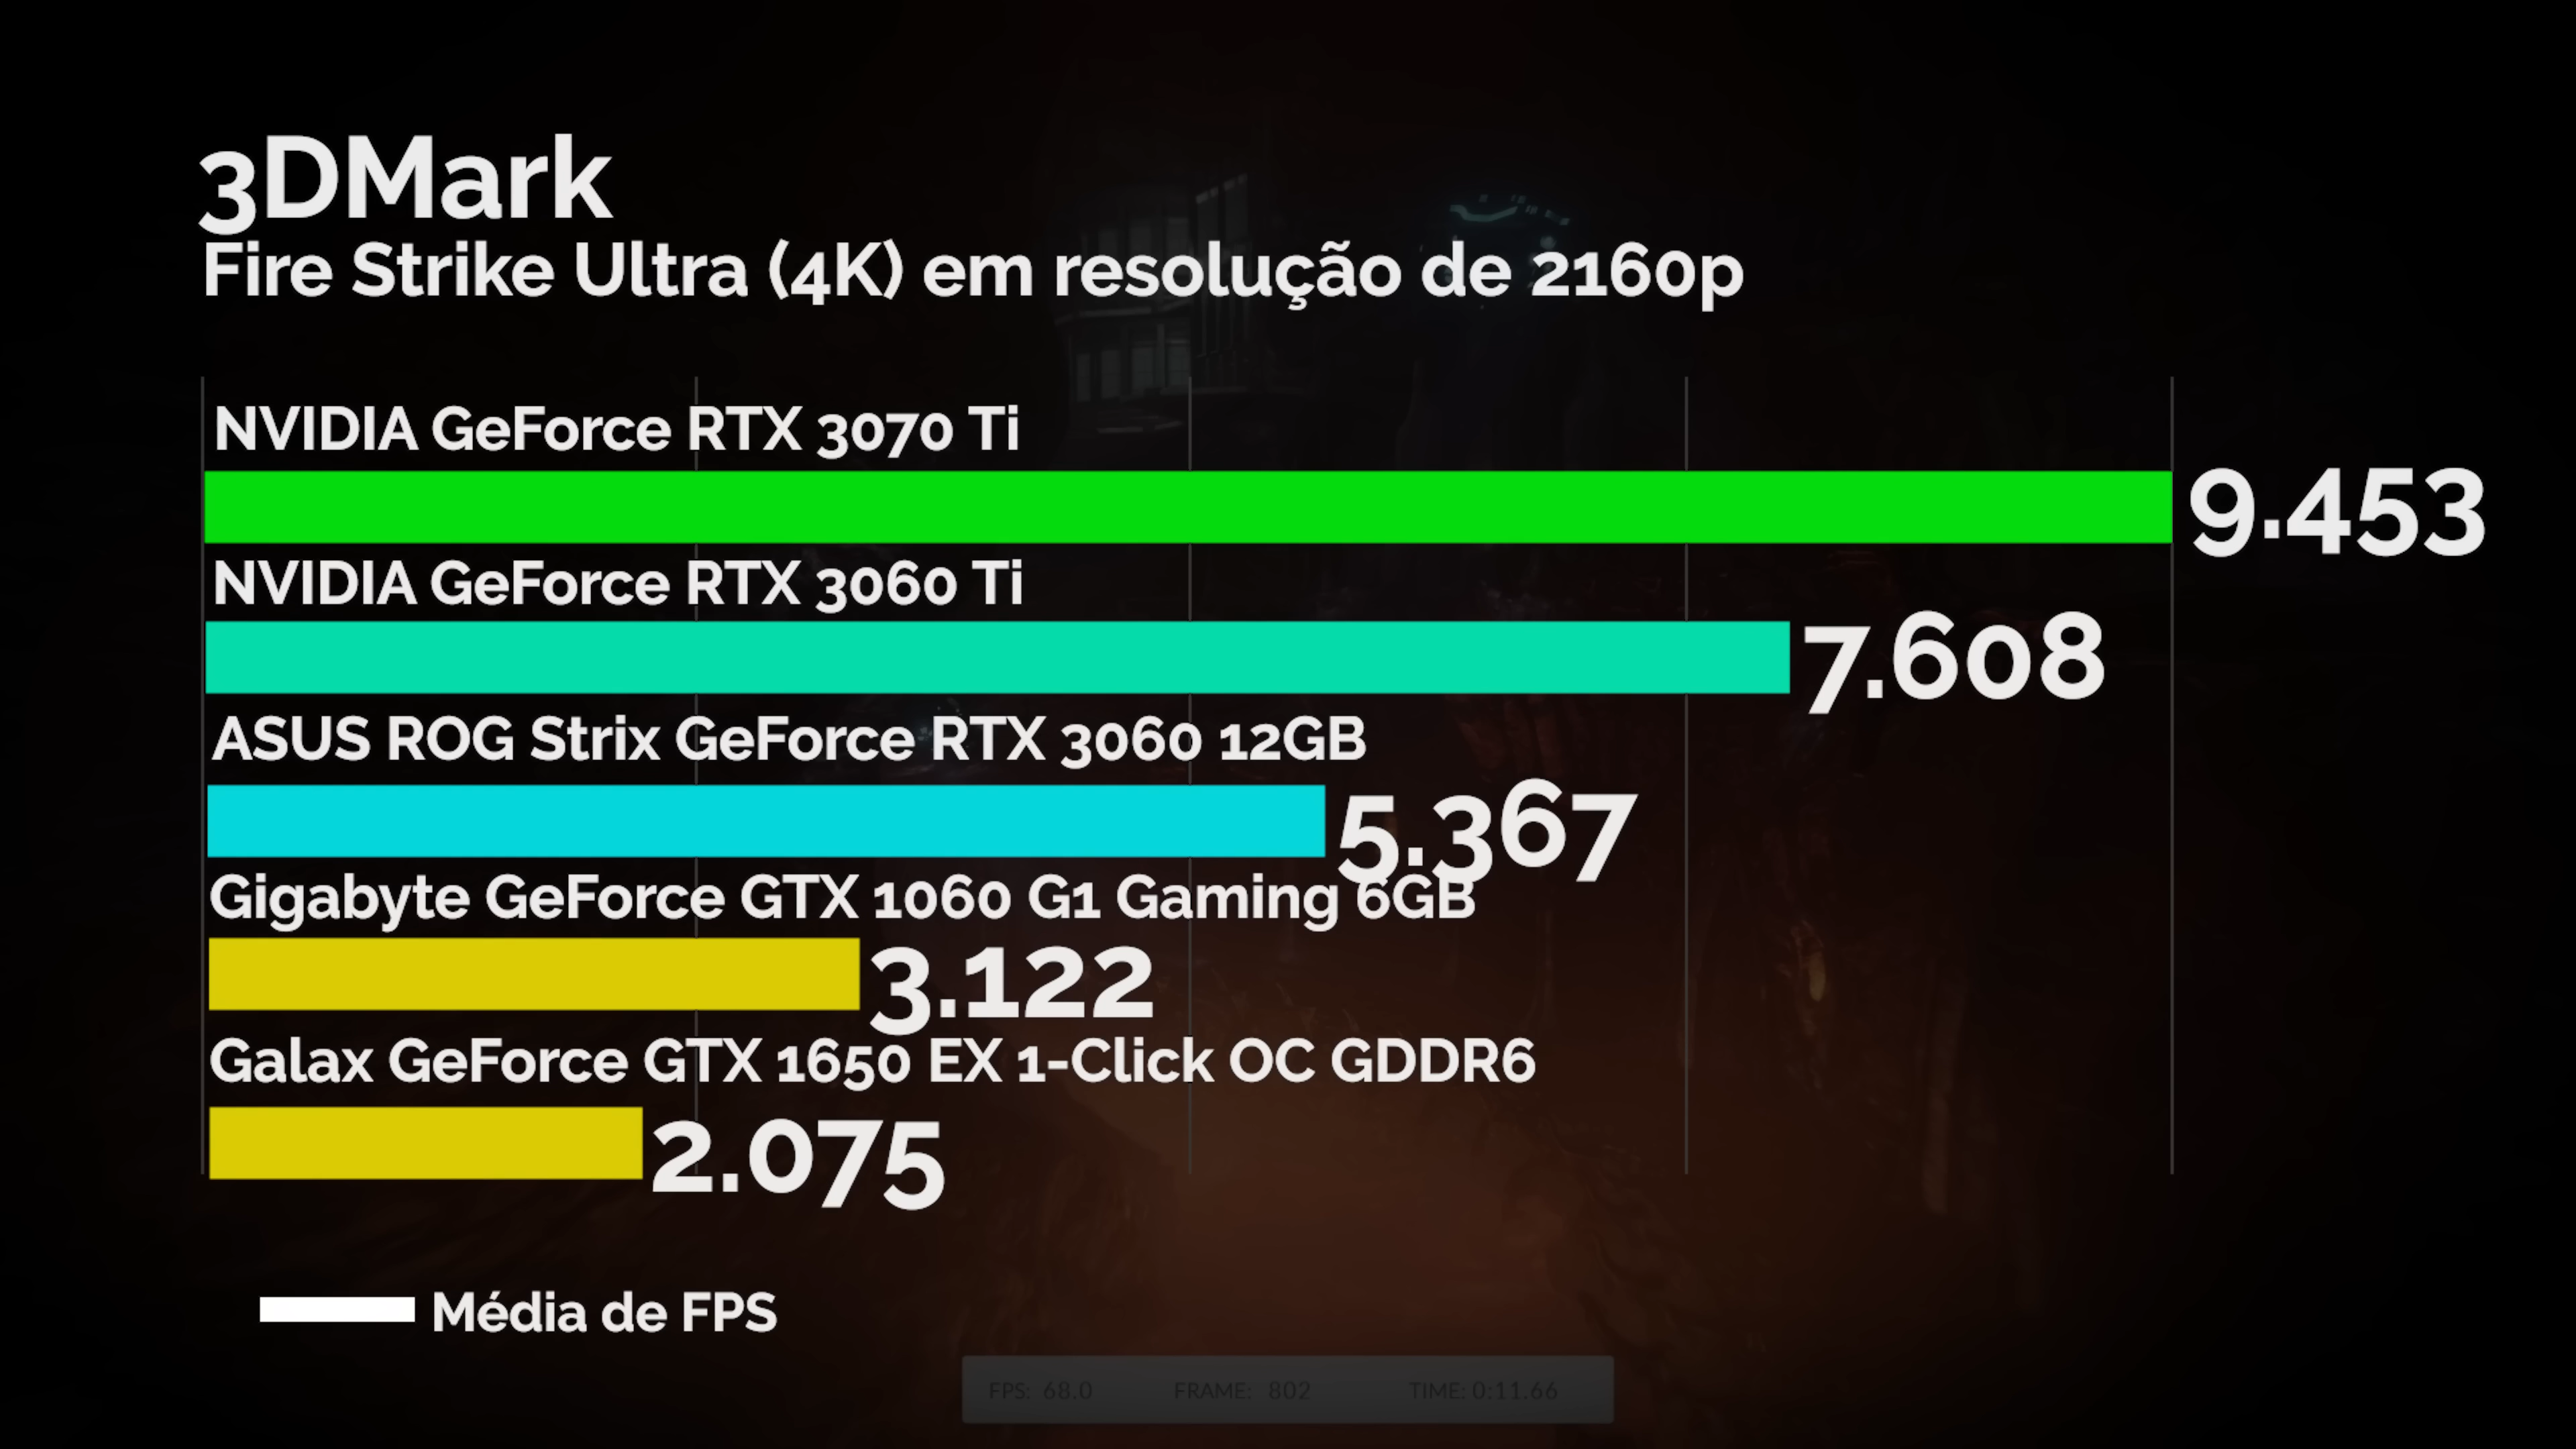 3DMark
Fire Strike Ultra (4K) em resolução de 2160p
NVIDIA GeForce RTX 3070 Ti
9.453
NVIDIA GeForce RTX 3060 Ti
7.608
ASUS ROG Strix GeForce RTX 3060 12GB
5.367
Gigabyte GeForce GTX 1060 G1 Gaming 6GB
3.122
Galax GeForce GTX 1650 EX 1-Click OC GDDR6
2.075
Média de FPS
FPS: 68.0 FRAME: 802 TIME: 0:11.66